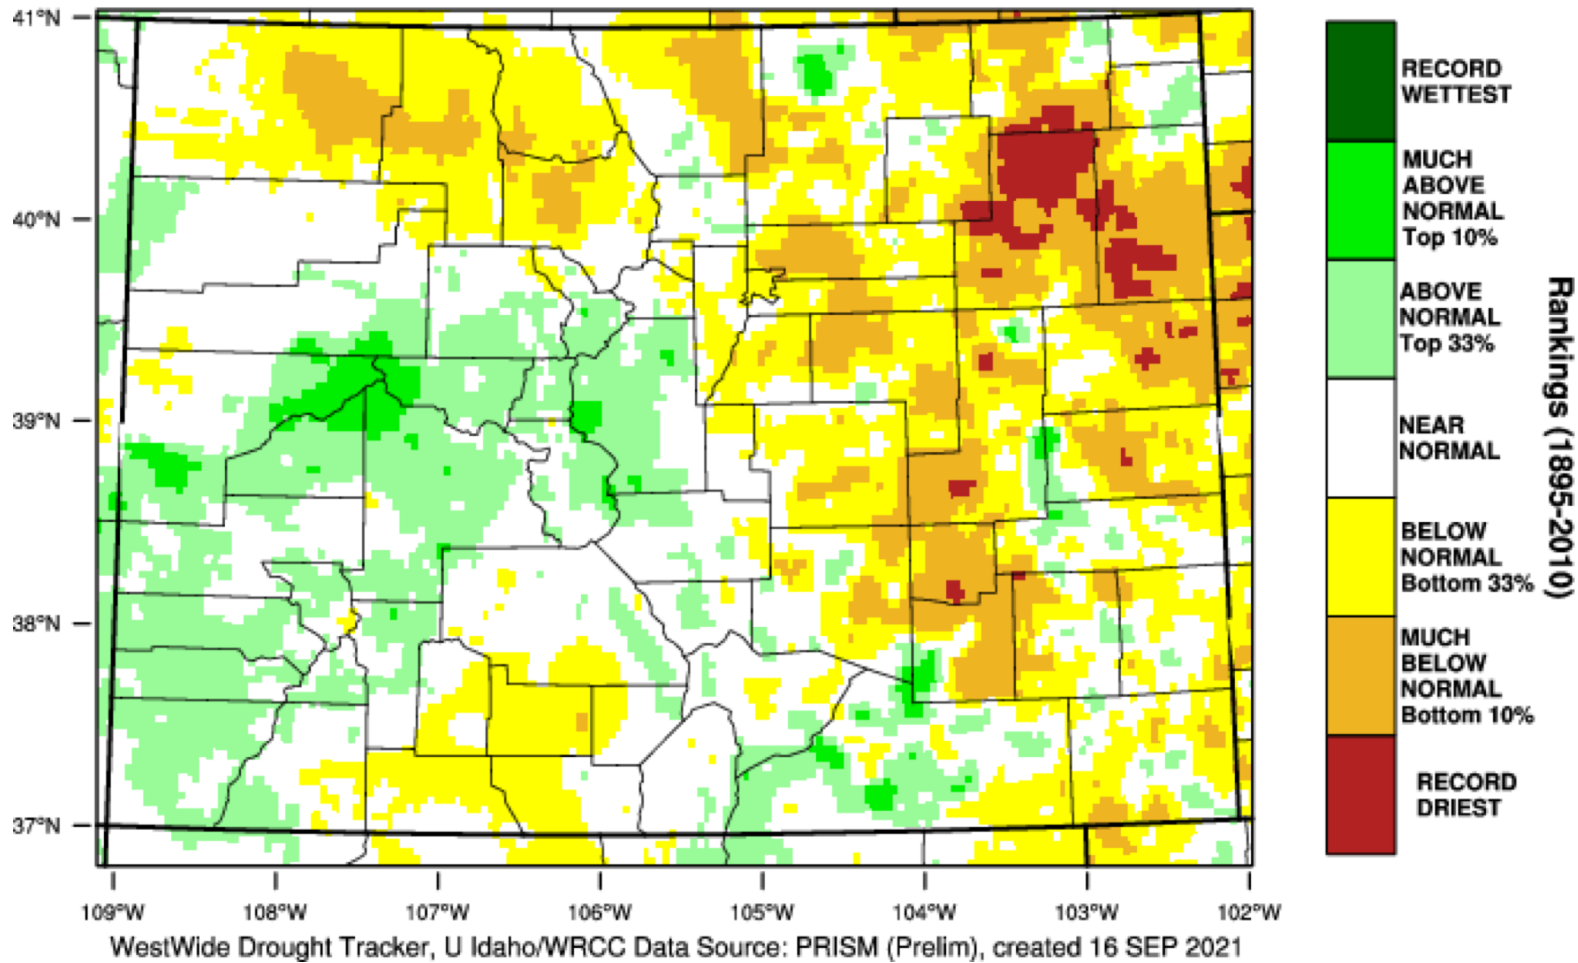 41°N
40°N
39°N
38°N
37°N
109°W
108°W
107°W
106°W
105°W
104°W
103°W
102°W
WestWide Drought Tracker, U Idaho/WRCC Data Source: PRISM (Prelim), created 16 SEP 2021
RECORD
WETTEST
MUCH
ABOVE
NORMAL
Top 10%
ABOVE
NORMAL
Top 33%
NEAR
NORMAL
BELOW
NORMAL
Bottom 33%
MUCH
BELOW
NORMAL
Bottom 10%
RECORD
DRIEST
Rankings (1895-2010)